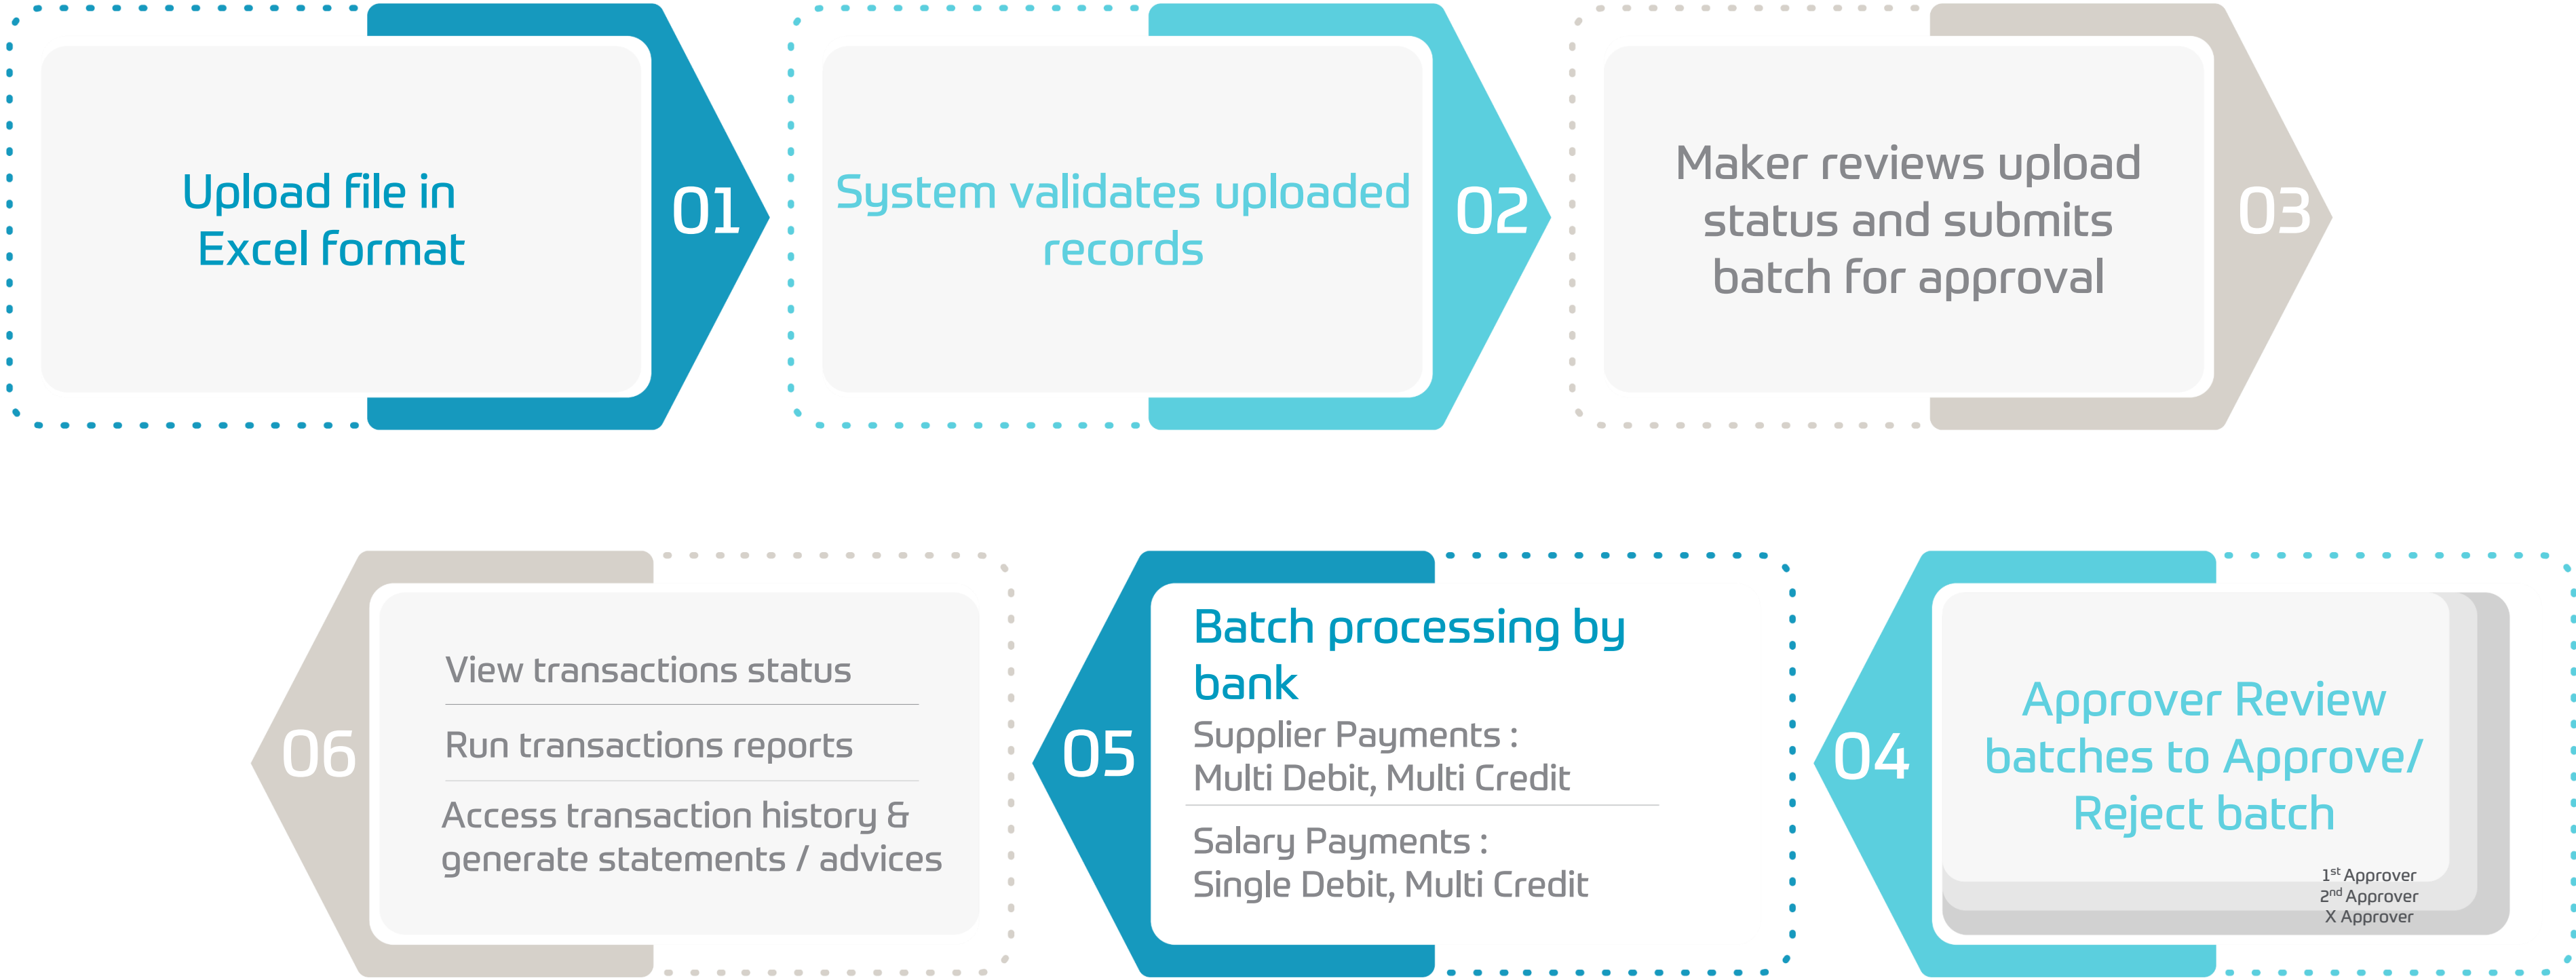 Upload file in
Excel format
01
System validates uploaded
records
02
Maker reviews upload
status and submits
batch for approval
03
04
Approver Review
batches to Approve/
Reject batch
1st Approver
2nd Approver
X Approver
05
Batch processing by
bank
Supplier Payments :
Multi Debit, Multi Credit
Salary Payments :
Single Debit, Multi Credit
06
View transactions status
Run transactions reports
Access transaction history &
generate statements / advices